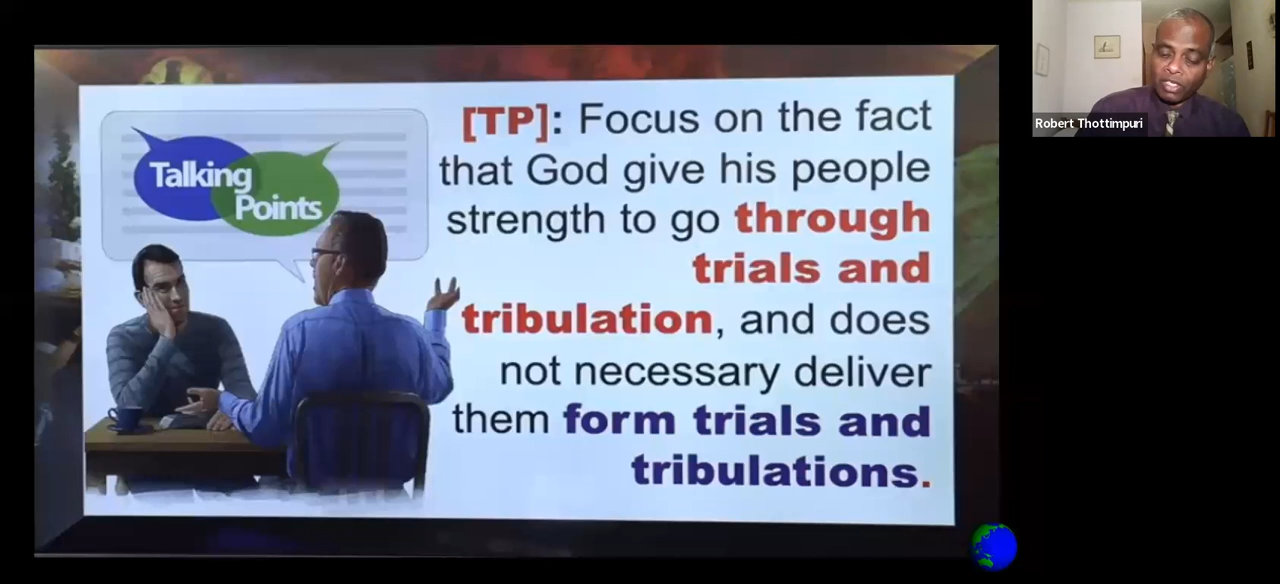 Talking
Points
[TP]: Focus on the fact
that God give his people
strength to go through
trials and
tribulation, and does
not necessary deliver
them form trials and
tribulations.
Robert Thottimpuri